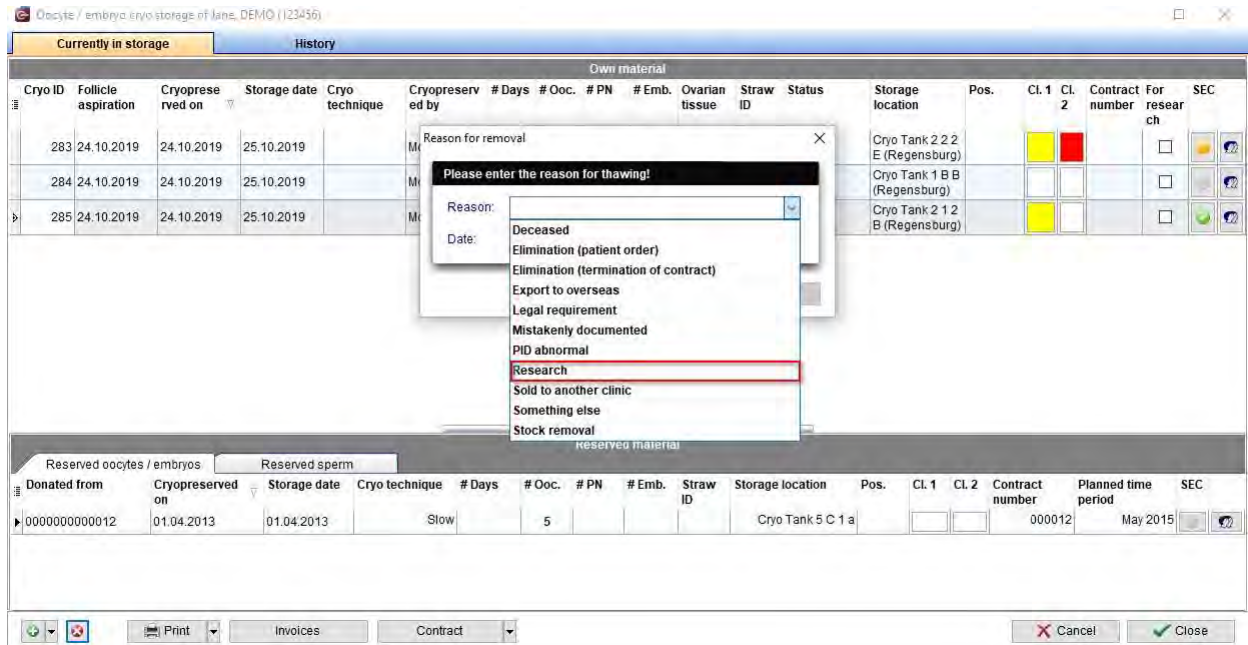 Oocyte / embryo cryo storage of Jane, DEMO (123456)
Currently in storage History
Own material
Cryo ID Follicle aspiration Cryoprese rved on Storage date Cryo technique Cryopreserv ed by # Days # Ooc. # PN # Emb. Ovarian tissue Straw ID Status Storage location Pos. Cl. 1 Cl. 2 Contract number For resear ch SEC
283 24.10.2019 24.10.2019 25.10.2019 Cryo Tank 2 2 2 E (Regensburg)
284 24.10.2019 24.10.2019 25.10.2019 Cryo Tank 1 B B (Regensburg)
285 24.10.2019 24.10.2019 25.10.2019 Cryo Tank 2 1 2 B (Regensburg)
Reason for removal
Please enter the reason for thawing!
Reason:
Date:
Deceased
Elimination (patient order)
Elimination (termination of contract)
Export to overseas
Legal requirement
Mistakenly documented
PID abnormal
Research
Sold to another clinic
Something else
Stock removal
Reserved material
Reserved oocytes / embryos Reserved sperm
Donated from Cryopreserved on Storage date Cryo technique # Days # Ooc. # PN # Emb. Straw ID Storage location Pos. Cl. 1 Cl. 2 Contract number Planned time period SEC
0000000000012 01.04.2013 01.04.2013 Slow 5 Cryo Tank 5 C 1 a 000012 May 2015
Print Invoices Contract Cancel Close